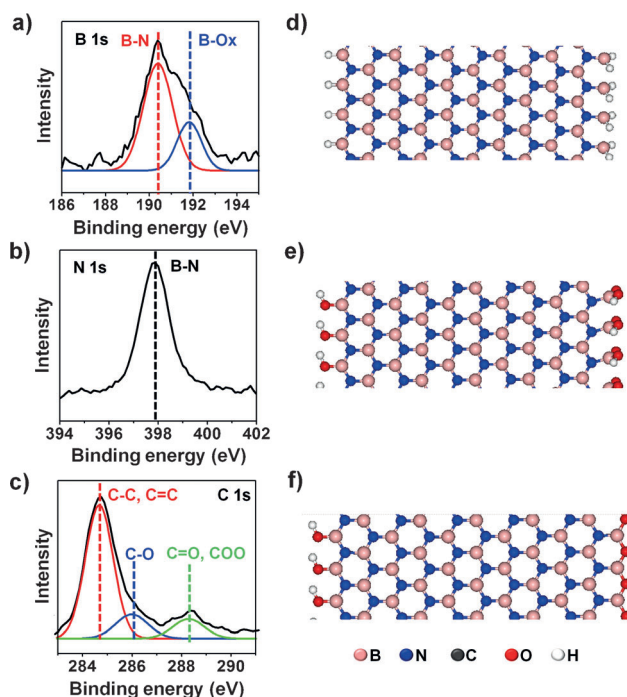 a)
B 1s
B-N
B-Ox
Intensity
186 188 190 192 194
Binding energy (eV)
b)
N 1s
B-N
Intensity
394 396 398 400 402
Binding energy (eV)
c)
C-C, C=C
C 1s
C-O
C=O, COO
Intensity
284 286 288 290
Binding energy (eV)
d)
e)
f)
B N C O H